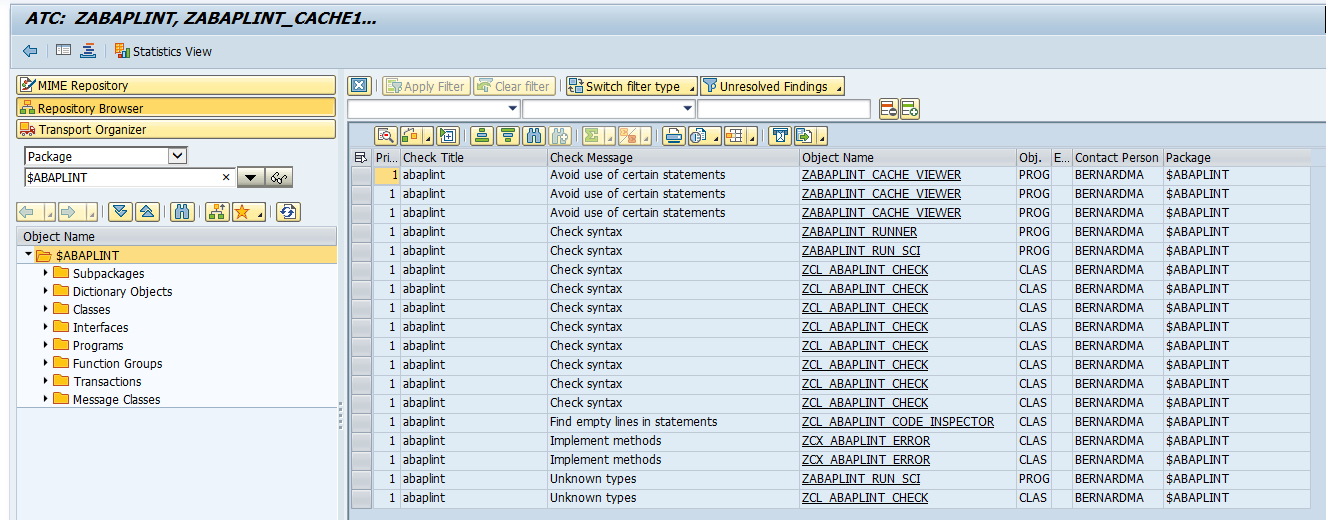 ATC: ZABAPLINT, ZABAPLINT_CACHE1...
Statistics View
MIME Repository
Repository Browser
Transport Organizer
Package
$ABAPLINT
Object Name
$ABAPLINT
Subpackages
Dictionary Objects
Classes
Interfaces
Programs
Function Groups
Transactions
Message Classes
Apply Filter Clear filter Switch filter type Unresolved Findings
Pri... Check Title Check Message Object Name Obj. E... Contact Person Package
1 abaplint Avoid use of certain statements ZABAPLINT_CACHE_VIEWER PROG BERNARDMA $ABAPLINT
1 abaplint Avoid use of certain statements ZABAPLINT_CACHE_VIEWER PROG BERNARDMA $ABAPLINT
1 abaplint Avoid use of certain statements ZABAPLINT_CACHE_VIEWER PROG BERNARDMA $ABAPLINT
1 abaplint Check syntax ZABAPLINT_RUNNER PROG BERNARDMA $ABAPLINT
1 abaplint Check syntax ZABAPLINT_RUN_SCI PROG BERNARDMA $ABAPLINT
1 abaplint Check syntax ZCL_ABAPLINT_CHECK CLAS BERNARDMA $ABAPLINT
1 abaplint Check syntax ZCL_ABAPLINT_CHECK CLAS BERNARDMA $ABAPLINT
1 abaplint Check syntax ZCL_ABAPLINT_CHECK CLAS BERNARDMA $ABAPLINT
1 abaplint Check syntax ZCL_ABAPLINT_CHECK CLAS BERNARDMA $ABAPLINT
1 abaplint Check syntax ZCL_ABAPLINT_CHECK CLAS BERNARDMA $ABAPLINT
1 abaplint Check syntax ZCL_ABAPLINT_CHECK CLAS BERNARDMA $ABAPLINT
1 abaplint Check syntax ZCL_ABAPLINT_CHECK CLAS BERNARDMA $ABAPLINT
1 abaplint Check syntax ZCL_ABAPLINT_CHECK CLAS BERNARDMA $ABAPLINT
1 abaplint Find empty lines in statements ZCL_ABAPLINT_CODE_INSPECTOR CLAS BERNARDMA $ABAPLINT
1 abaplint Implement methods ZCX_ABAPLINT_ERROR CLAS BERNARDMA $ABAPLINT
1 abaplint Implement methods ZCX_ABAPLINT_ERROR CLAS BERNARDMA $ABAPLINT
1 abaplint Unknown types ZABAPLINT_RUN_SCI PROG BERNARDMA $ABAPLINT
1 abaplint Unknown types ZCL_ABAPLINT_CHECK CLAS BERNARDMA $ABAPLINT